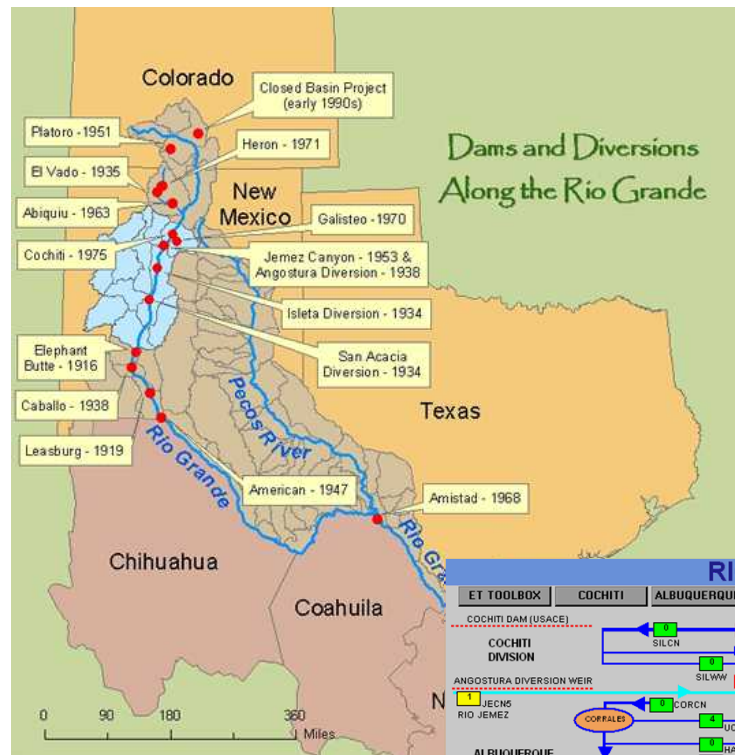 Colorado
Closed Basin Project
(early 1990s)
Platoro - 1951
Heron - 1971
El Vado - 1935
Abiquiu - 1963
New
Mexico
Galisteo - 1970
Cochiti
- 1975
Jemez Canyon - 1953 &
Angostura Diversion - 1938
Isleta Diversion - 1934
San Acacia
Diversion - 1934
Elephant
Butte - 1916
Caballo - 1938
Leasburg - 1919
American - 1947
Amistad - 1968
Dams and Diversions
Along the Rio Grande
Pecos River
Rio Grande
Texas
Chihuahua
Coahuila
Rio Gra
N
0 90 180 360
Miles
RI
ET TOOLBOX
COCHITI
ALBUQUERQUE
COCHITI DAM (USACE)
COCHITI
DIVISION
0
SILCN
0
SILWW
ANGOSTURA DIVERSION WEIR
1
JECN5
RIO JEMEZ
0
CORCN
CORRALES
4
UC
0
HA
ALBUQUERQUE